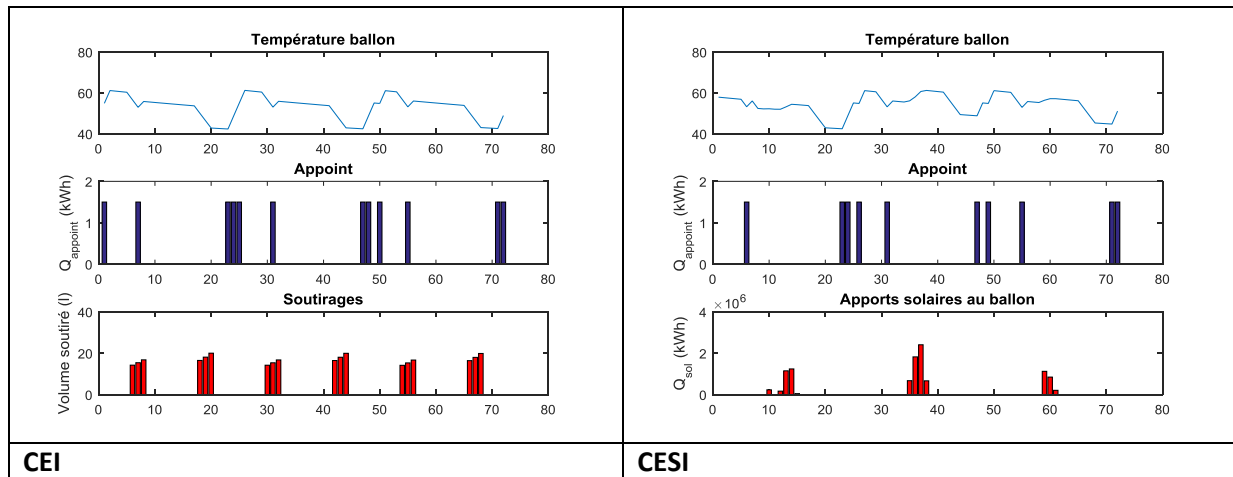 Température ballon
80
60
40
0 10 20 30 40 50 60 70 80
Appoint
Q_appoint (kWh)
2
1
0
0 10 20 30 40 50 60 70 80
Soutirages
Volume soutiré (l)
40
20
0
0 10 20 30 40 50 60 70 80
CEI
Température ballon
80
60
40
0 10 20 30 40 50 60 70 80
Appoint
Q_appoint (kWh)
2
1
0
0 10 20 30 40 50 60 70 80
Apports solaires au ballon
×10^6
Q_sol (kWh)
4
2
0
0 10 20 30 40 50 60 70 80
CESI